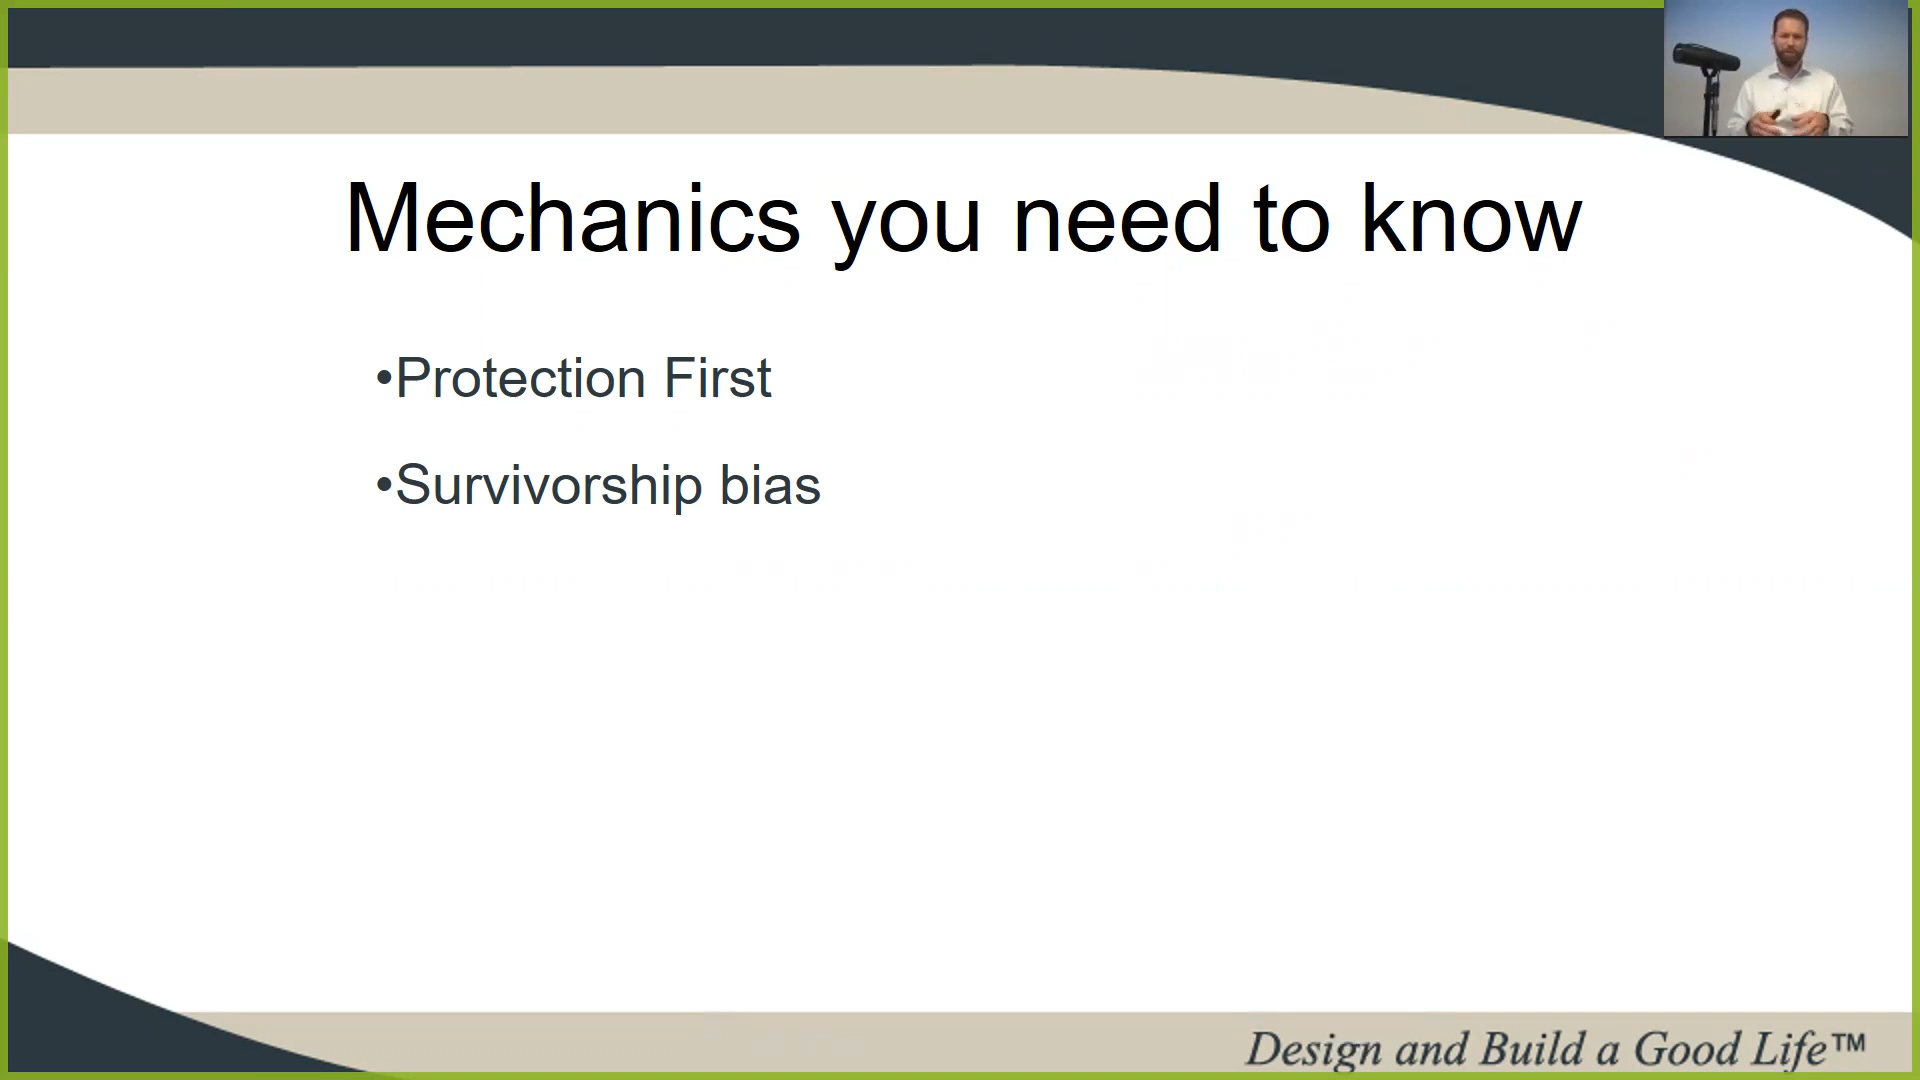 Mechanics you need to know
•Protection First
•Survivorship bias
Design and Build a Good Life™